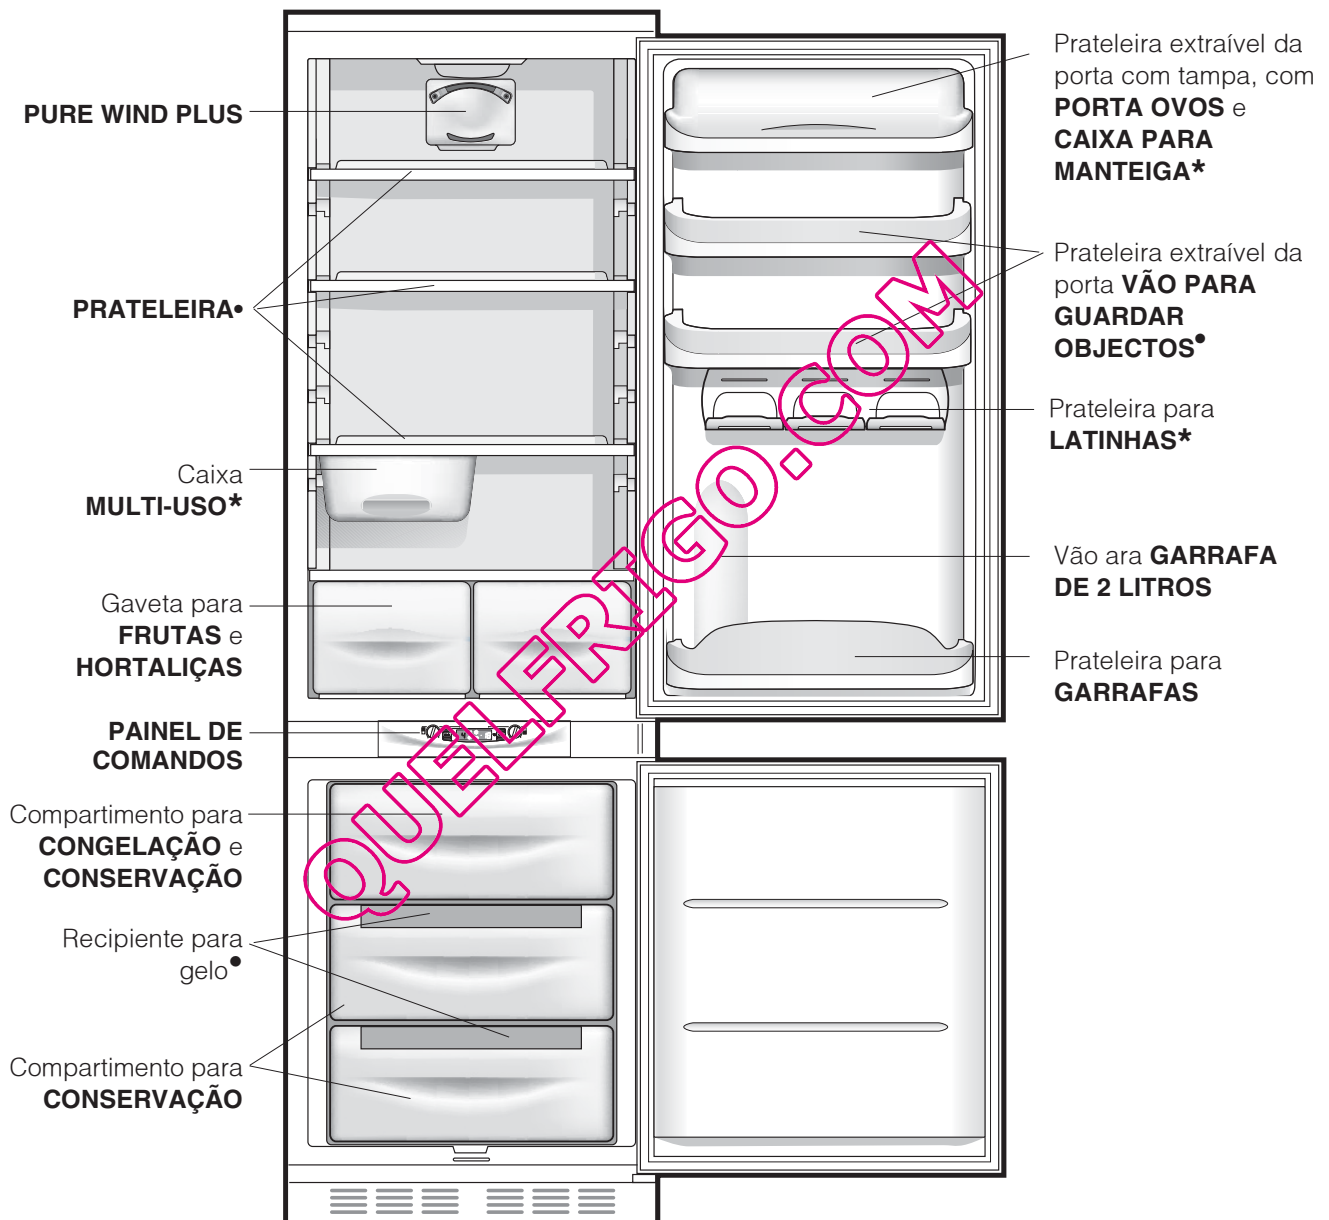 PURE WIND PLUS
PRATELEIRA•
Caixa
MULTI-USO*
Gaveta para
FRUTAS e
HORTALIÇAS
PAINEL DE
COMANDOS
Compartimento para
CONGELAÇÃO e
CONSERVAÇÃO
Recipiente para
gelo•
Compartimento para
CONSERVAÇÃO
Prateleira extraível da
porta com tampa, com
PORTA OVOS e
CAIXA PARA
MANTEIGA*
Prateleira extraível da
porta VÃO PARA
GUARDAR
OBJECTOS•
Prateleira para
LATINHAS*
Vão ara GARRAFA
DE 2 LITROS
Prateleira para
GARRAFAS
QUELFRIGO.COM